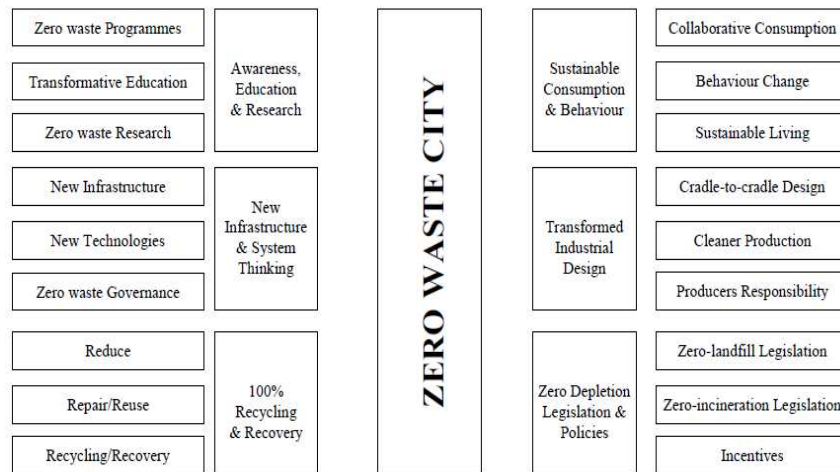 Zero waste Programmes
Transformative Education
Zero waste Research
Awareness,
Education
& Research
New Infrastructure
New Technologies
Zero waste Governance
New
Infrastructure
& System
Thinking
Reduce
Repair/Reuse
Recycling/Recovery
100%
Recycling
& Recovery
ZERO WASTE CITY
Sustainable
Consumption
& Behaviour
Collaborative Consumption
Behaviour Change
Sustainable Living
Transformed
Industrial
Design
Cradle-to-cradle Design
Cleaner Production
Producers Responsibility
Zero Depletion
Legislation &
Policies
Zero-landfill Legislation
Zero-incineration Legislation
Incentives